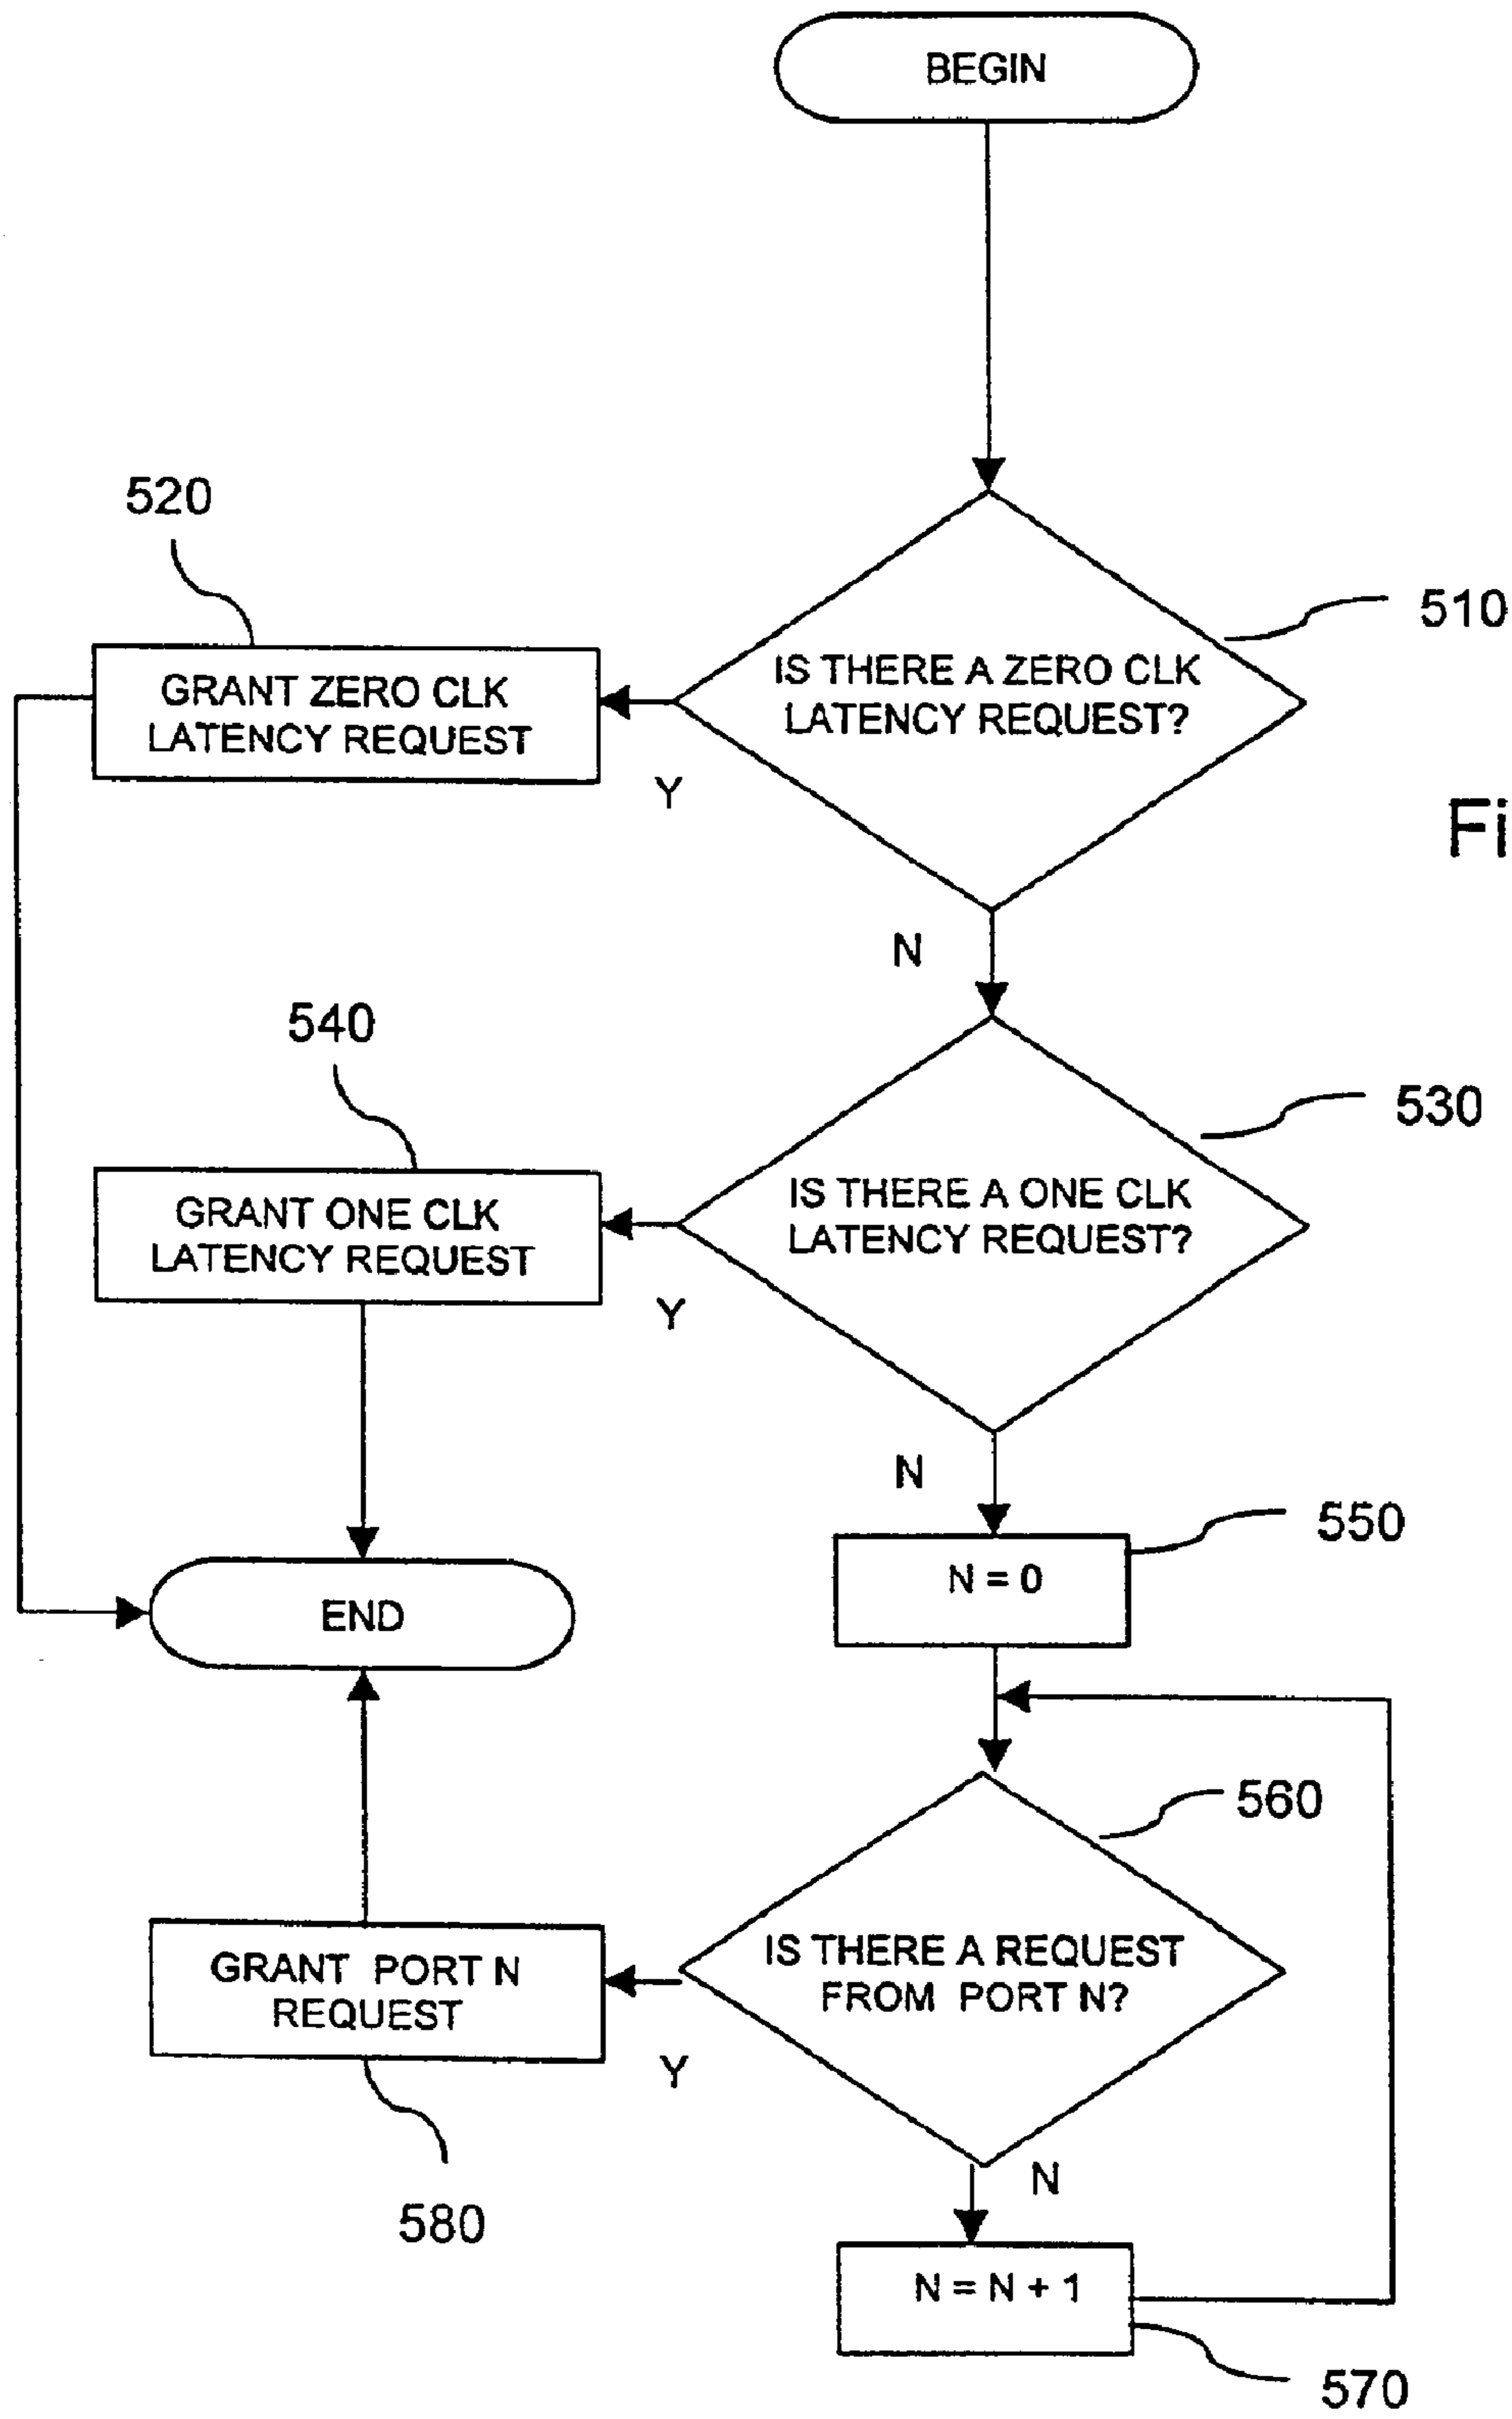 BEGIN
520
510
IS THERE A ZERO CLK
LATENCY REQUEST?
GRANT ZERO CLK
LATENCY REQUEST
Y
Fi
N
540
530
IS THERE A ONE CLK
LATENCY REQUEST?
GRANT ONE CLK
LATENCY REQUEST
Y
N
550
N = 0
END
560
IS THERE A REQUEST
FROM PORT N?
GRANT PORT N
REQUEST
Y
N
580
N = N + 1
570